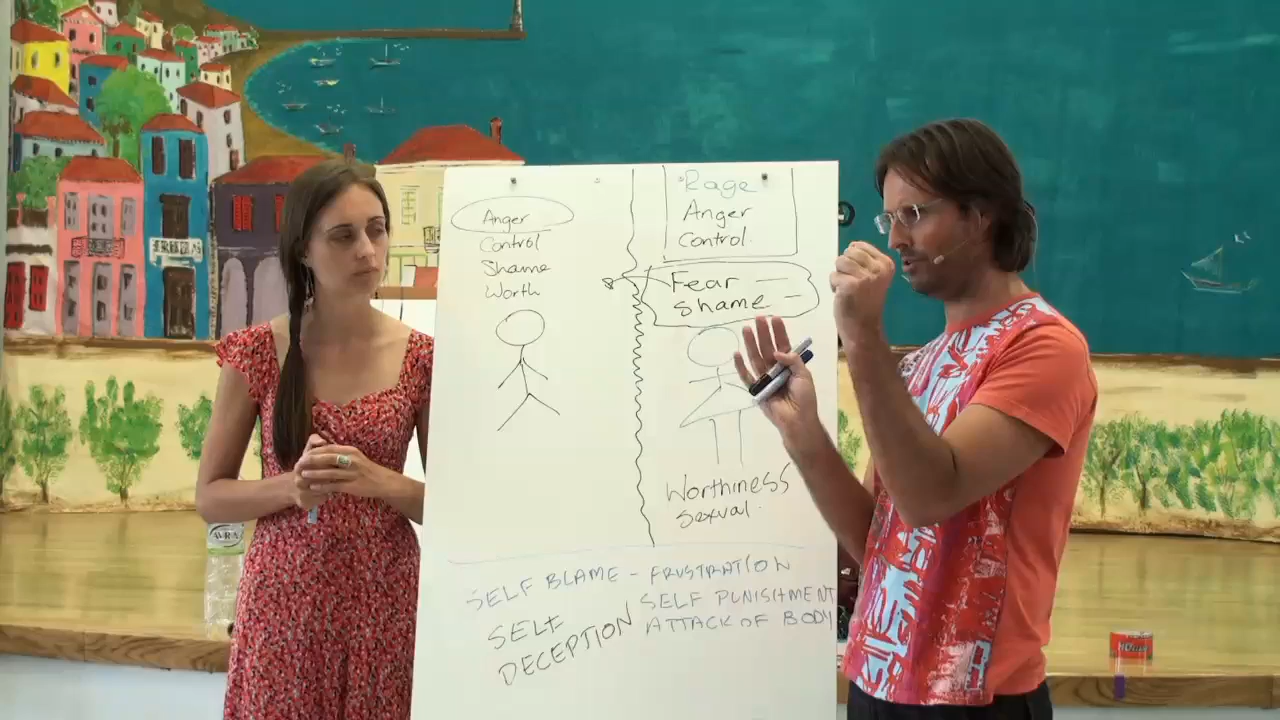 Anger
Control
Shame
Worth
Rage
Anger
Control.
Fear —
Shame —
Worthiness
Sexual.
SELF BLAME - FRUSTRATION
SELF PUNISHMENT
ATTACK OF BODY
SELF
DECEPTION
AVRA